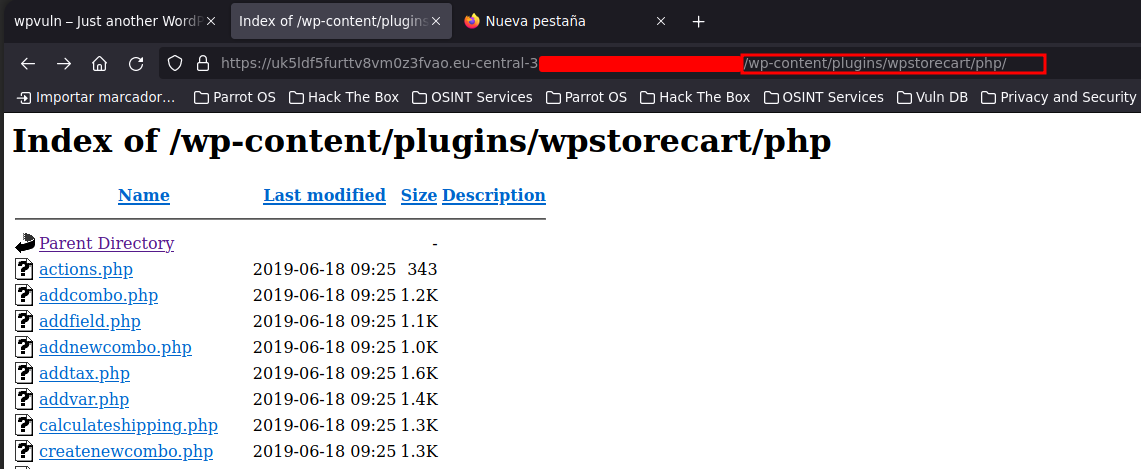 wpvuln – Just another WordP
Index of /wp-content/plugins
Nueva pestaña
https://uk5ldf5furttv8vm0z3fvao.eu-central-3 /wp-content/plugins/wpstorecart/php/
Importar marcador… Parrot OS Hack The Box OSINT Services Parrot OS Hack The Box OSINT Services Vuln DB Privacy and Security
Index of /wp-content/plugins/wpstorecart/php
Name Last modified Size Description
Parent Directory -
actions.php 2019-06-18 09:25 343
addcombo.php 2019-06-18 09:25 1.2K
addfield.php 2019-06-18 09:25 1.1K
addnewcombo.php 2019-06-18 09:25 1.0K
addtax.php 2019-06-18 09:25 1.6K
addvar.php 2019-06-18 09:25 1.4K
calculateshipping.php 2019-06-18 09:25 1.3K
createnewcombo.php 2019-06-18 09:25 1.3K